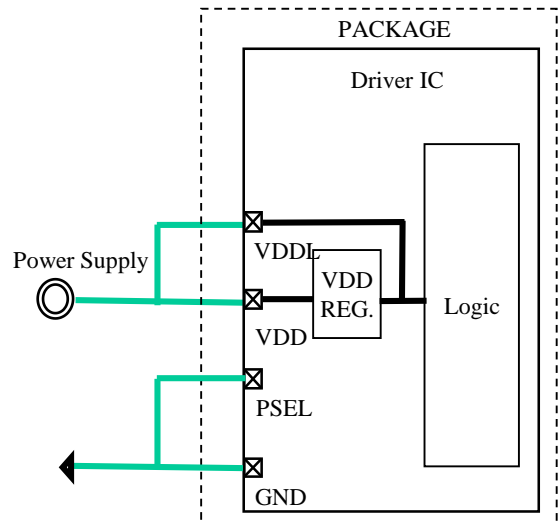 PACKAGE
Driver IC
VDDL
Power Supply
VDD
REG.
Logic
VDD
PSEL
GND